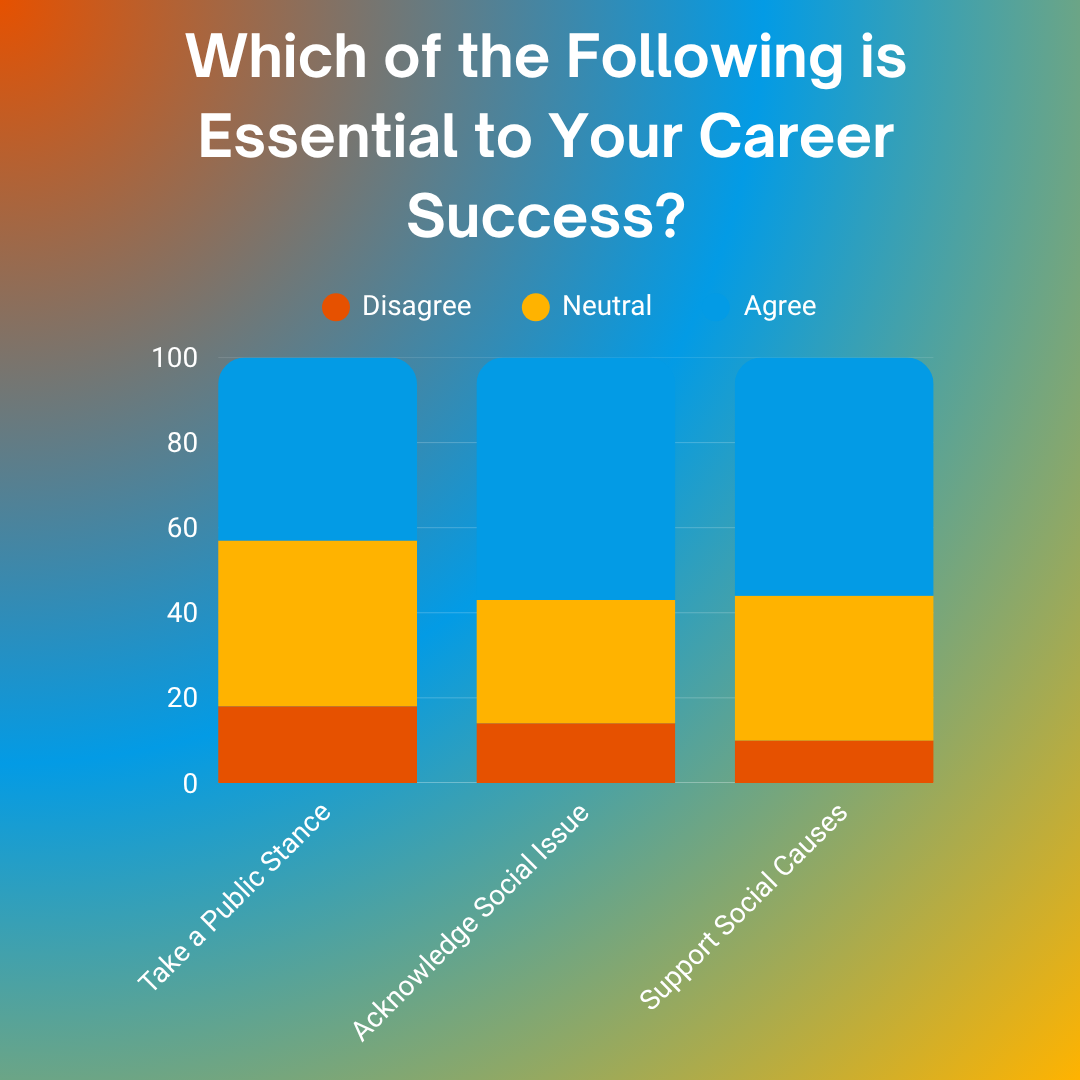 Which of the Following is
Essential to Your Career
Success?
Disagree Neutral Agree
100
80
60
40
20
0
Take a Public Stance
Acknowledge Social Issue
Support Social Causes